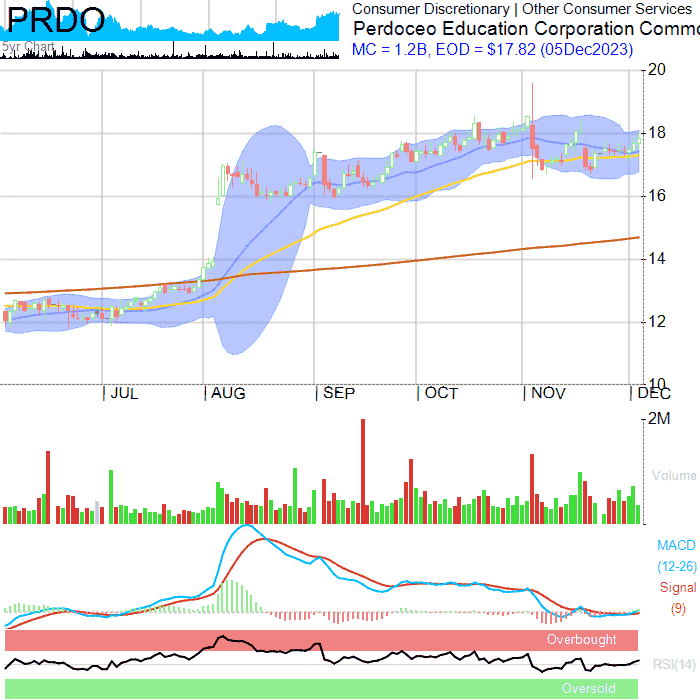 PRDO
5yr Chart
Consumer Discretionary | Other Consumer Services
Perdoceo Education Corporation Commo
MC = 1.2B, EOD = $17.82 (05Dec2023)
20
18
16
14
12
10
JUL
AUG
SEP
OCT
NOV
DEC
2M
Volume
MACD
(12-26)
Signal
(9)
Overbought
RSI(14)
Oversold